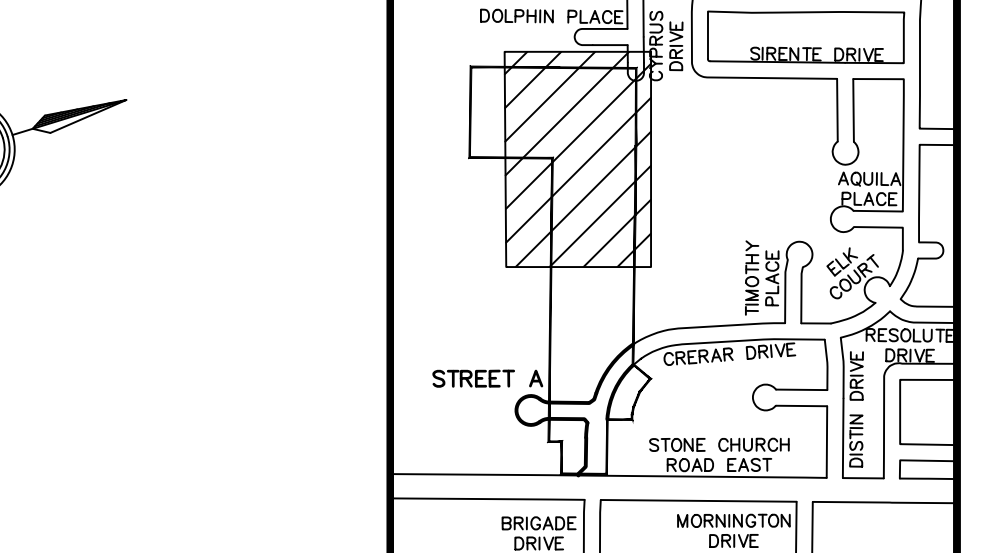 DOLPHIN PLACE
CYPRUS
DRIVE
SIRENTE DRIVE
AQUILA
PLACE
TIMOTHY
PLACE
ELK
COURT
RESOLUTE
DRIVE
CRERAR DRIVE
STREET A
DISTIN DRIVE
STONE CHURCH
ROAD EAST
BRIGADE
DRIVE
MORNINGTON
DRIVE